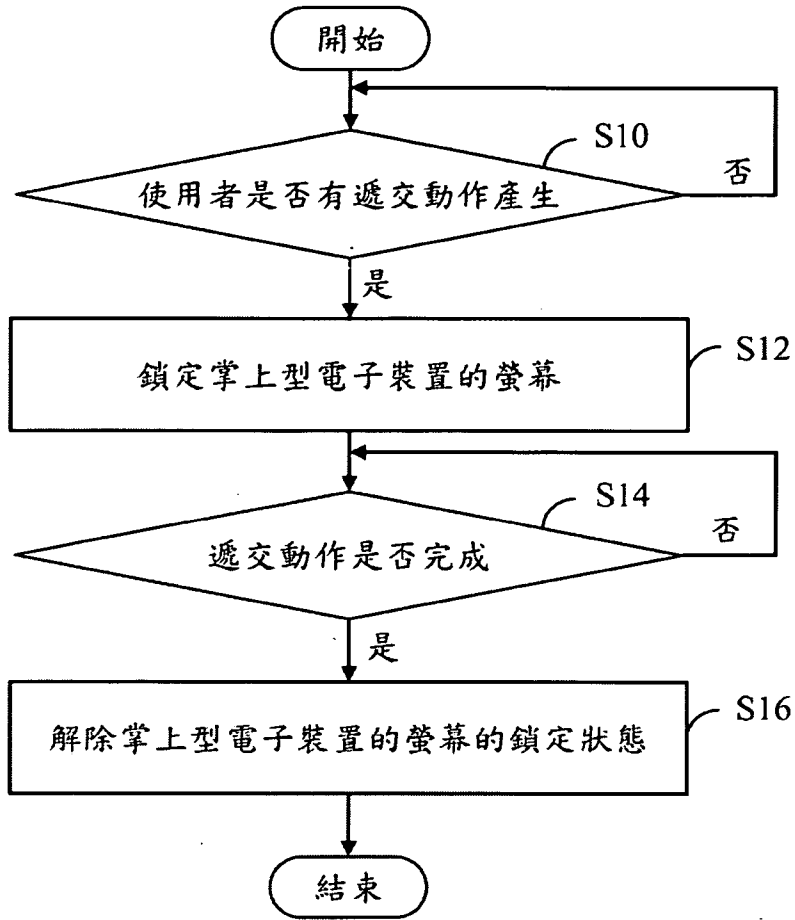 開始
S10
使用者是否有遞交動作產生
否
是
S12
鎖定掌上型電子裝置的螢幕
S14
遞交動作是否完成
否
是
S16
解除掌上型電子裝置的螢幕的鎖定狀態
結束